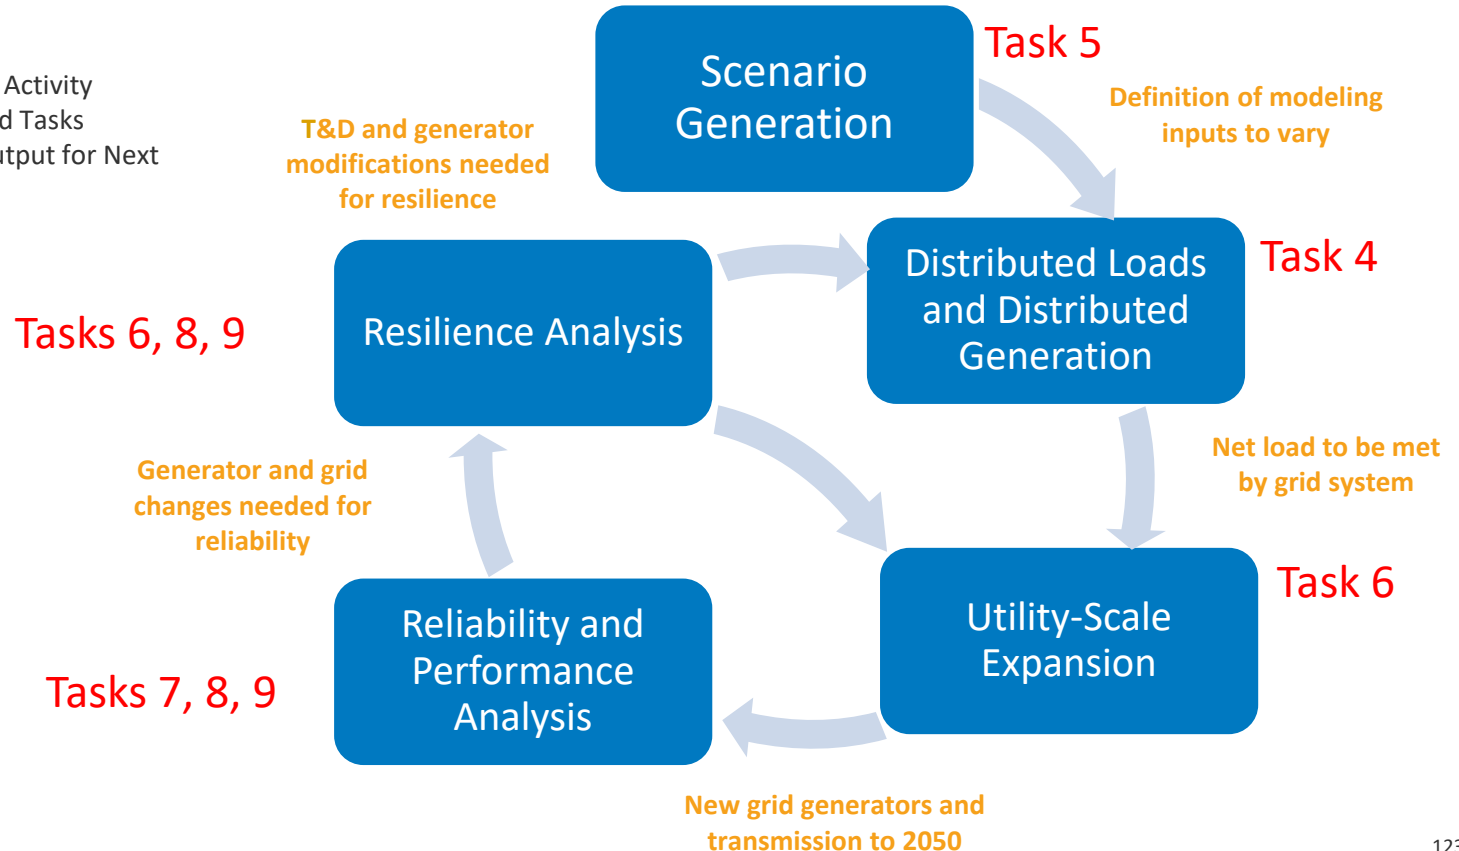 Activity
d Tasks
utput for Next
T&D and generator
modifications needed
for resilience
Scenario
Generation
Task 5
Definition of modeling
inputs to vary
Distributed Loads
and Distributed
Generation
Task 4
Resilience Analysis
Tasks 6, 8, 9
Net load to be met
by grid system
Generator and grid
changes needed for
reliability
Utility-Scale
Expansion
Task 6
Reliability and
Performance
Analysis
Tasks 7, 8, 9
New grid generators and
transmission to 2050
123